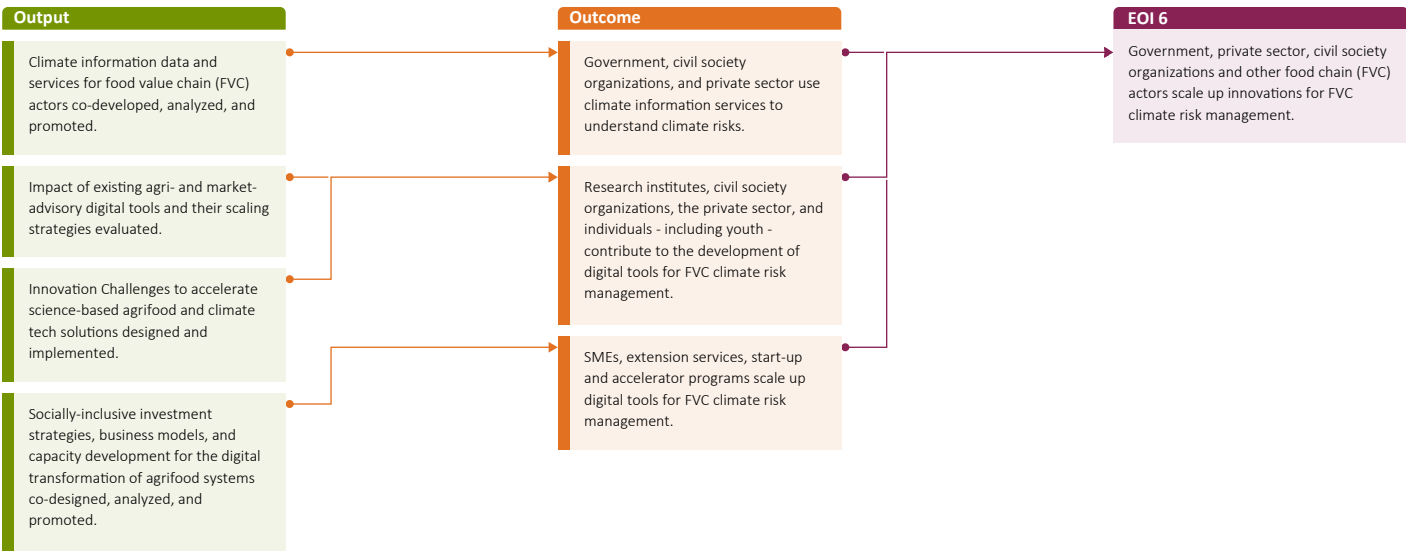 Output
Climate information data and
services for food value chain (FVC)
actors co-developed, analyzed, and
promoted.
Impact of existing agri- and market-
advisory digital tools and their scaling
strategies evaluated.
Innovation Challenges to accelerate
science-based agrifood and climate
tech solutions designed and
implemented.
Socially-inclusive investment
strategies, business models, and
capacity development for the digital
transformation of agrifood systems
co-designed, analyzed, and
promoted.
Outcome
Government, civil society
organizations, and private sector use
climate information services to
understand climate risks.
Research institutes, civil society
organizations, the private sector, and
individuals - including youth -
contribute to the development of
digital tools for FVC climate risk
management.
SMEs, extension services, start-up
and accelerator programs scale up
digital tools for FVC climate risk
management.
EOI 6
Government, private sector, civil society
organizations and other food chain (FVC)
actors scale up innovations for FVC
climate risk management.